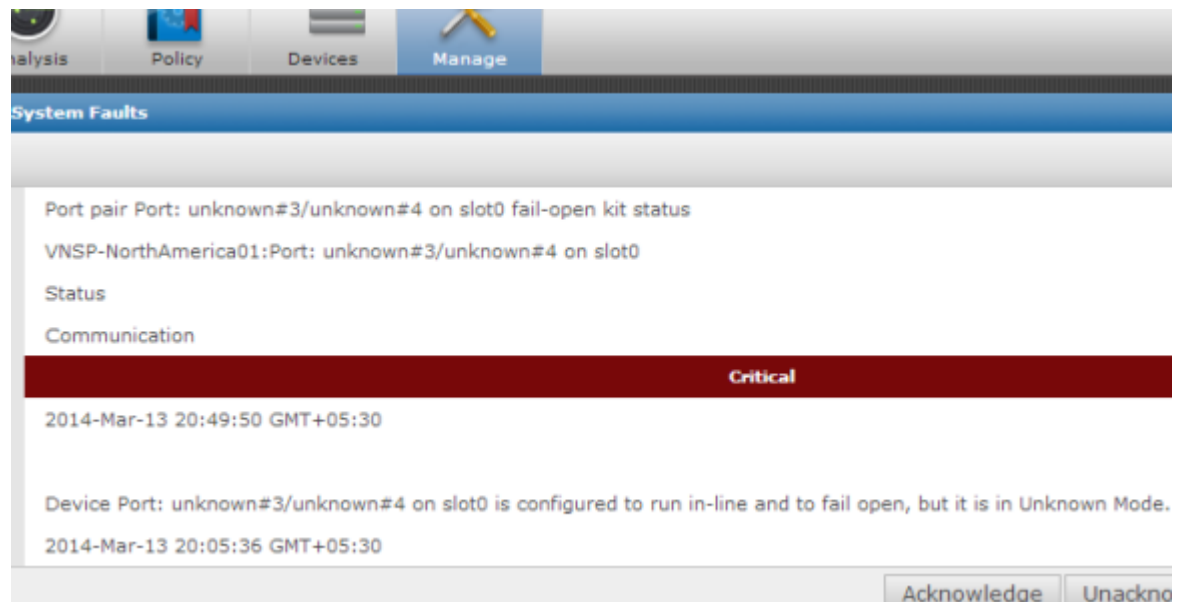 alysis Policy Devices Manage
System Faults
Port pair Port: unknown#3/unknown#4 on slot0 fail-open kit status
VNSP-NorthAmerica01:Port: unknown#3/unknown#4 on slot0
Status
Communication
Critical
2014-Mar-13 20:49:50 GMT+05:30
Device Port: unknown#3/unknown#4 on slot0 is configured to run in-line and to fail open, but it is in Unknown Mode.
2014-Mar-13 20:05:36 GMT+05:30
Acknowledge Unackno